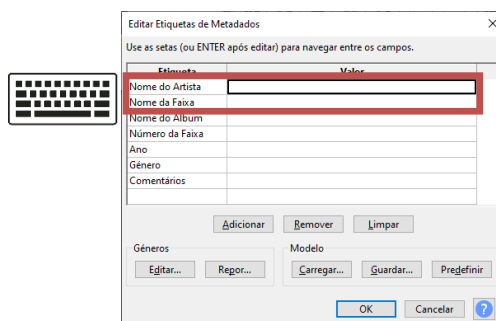 Editar Etiquetas de Metadados
Use as setas (ou ENTER após editar) para navegar entre os campos.
Etiqueta Valor
Nome do Artista
Nome da Faixa
Nome do Álbum
Número da Faixa
Ano
Género
Comentários
Adicionar Remover Limpar
Géneros Modelo
Editar... Repor... Carregar... Guardar... Predefinir
OK Cancelar ?